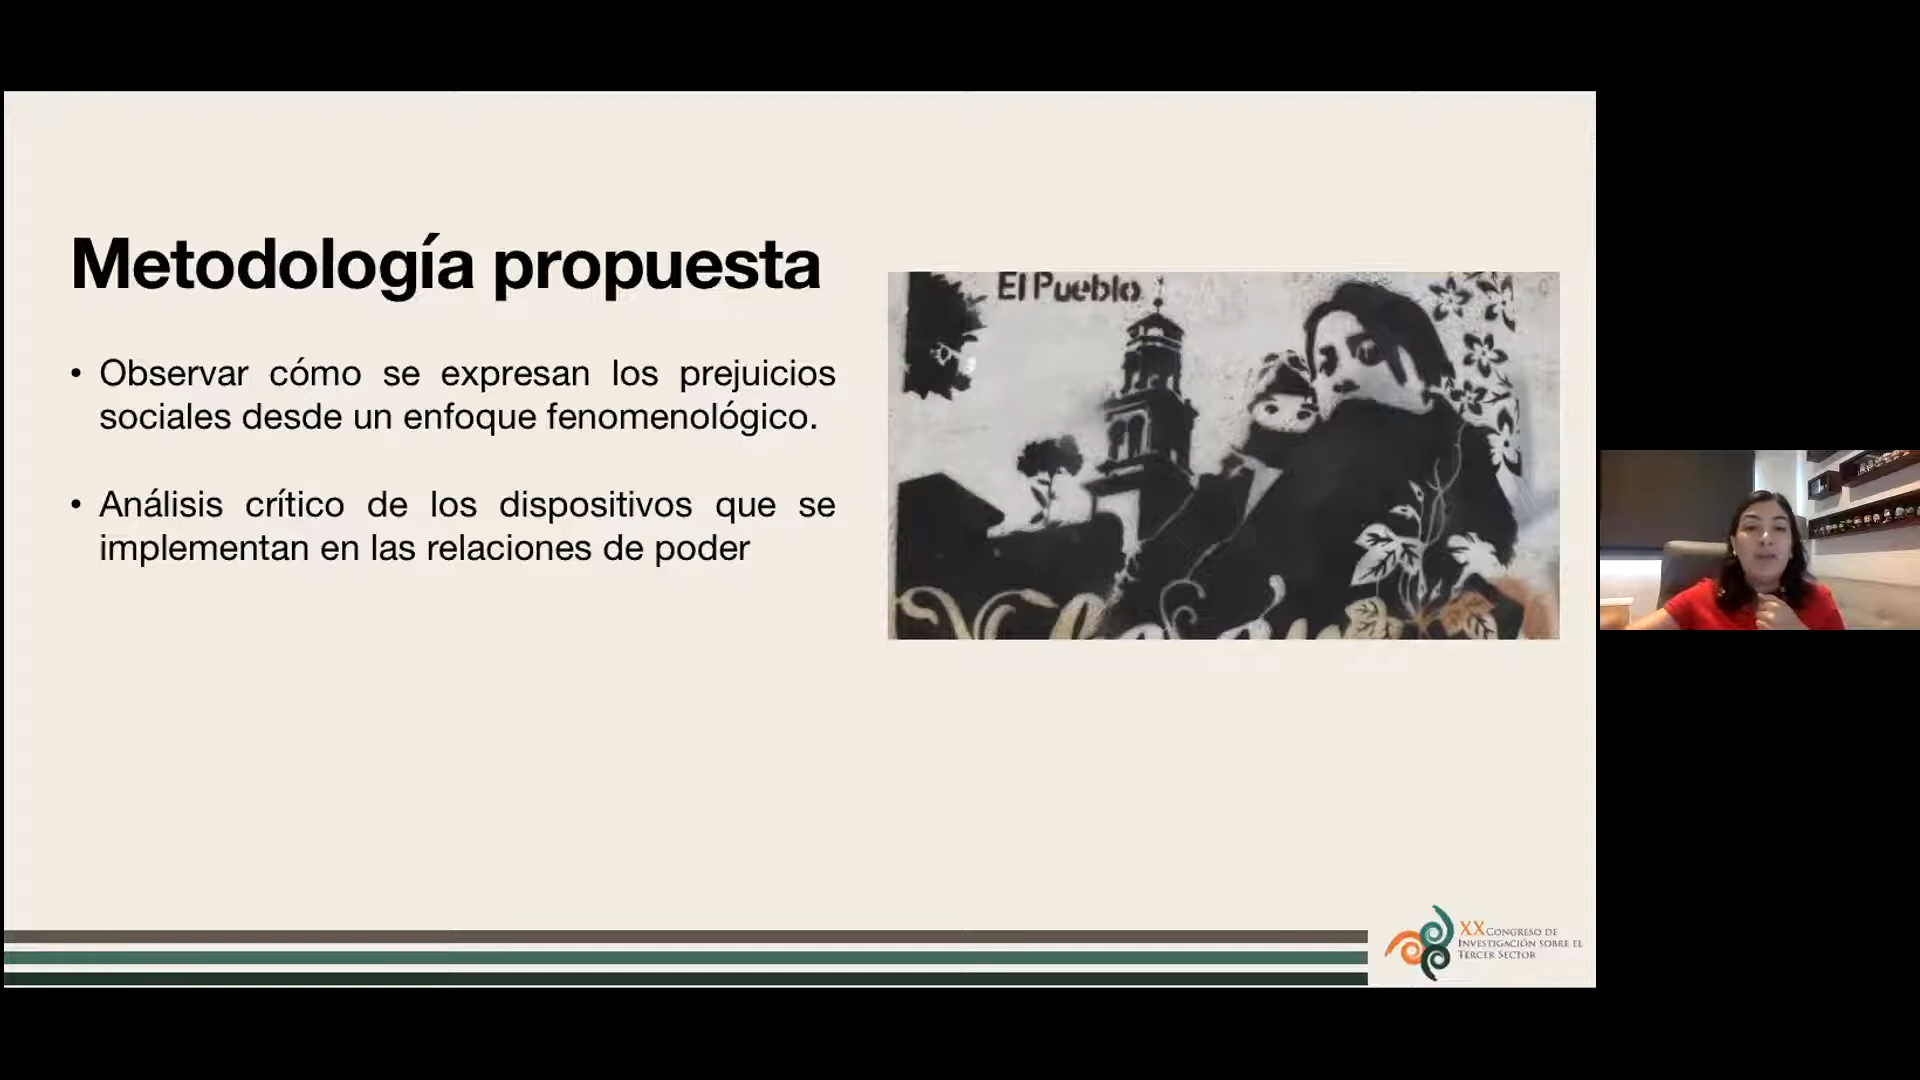 Metodología propuesta
• Observar cómo se expresan los prejuicios
sociales desde un enfoque fenomenológico.
• Análisis crítico de los dispositivos que se
implementan en las relaciones de poder
El Pueblo
XX CONGRESO DE
INVESTIGACIÓN SOBRE EL
TERCER SECTOR